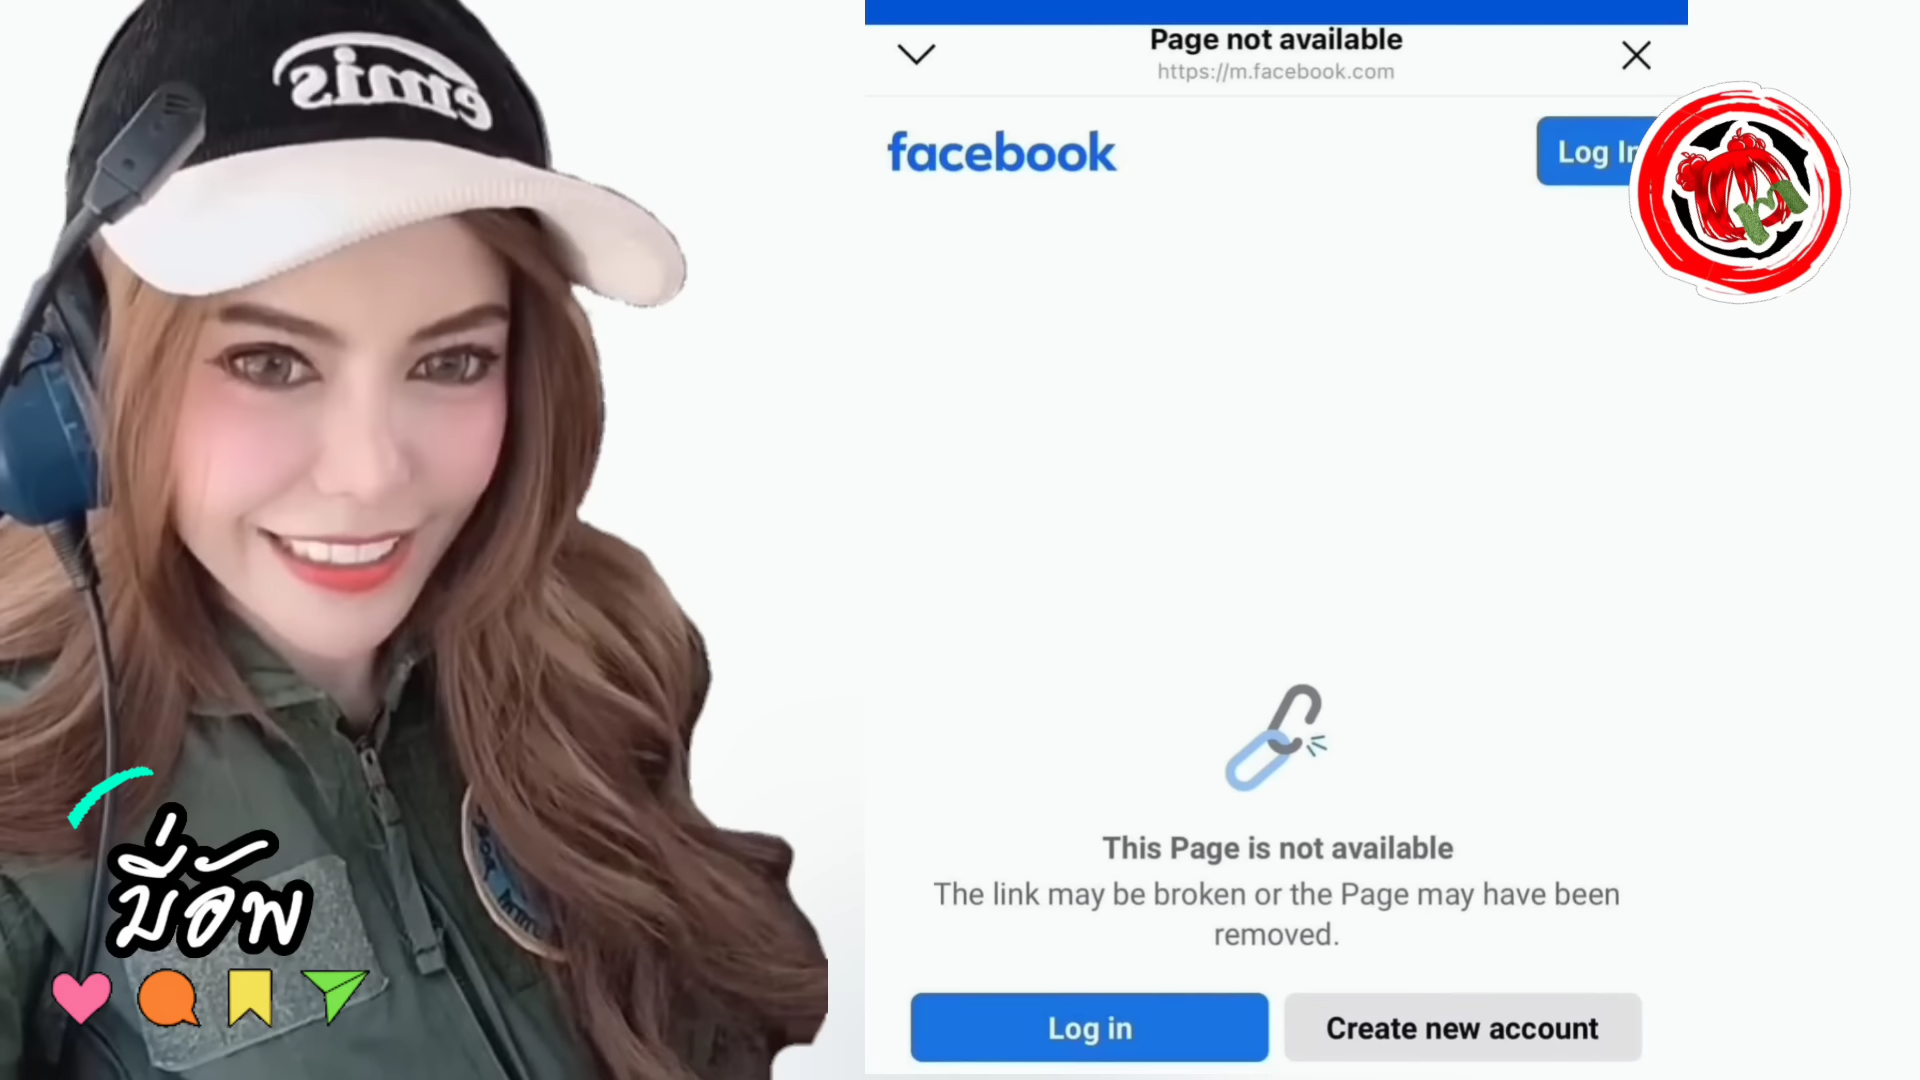 emis
บี๋อัพ
Page not available
https://m.facebook.com
facebook
Log In
This Page is not available
The link may be broken or the Page may have been
removed.
Log in
Create new account